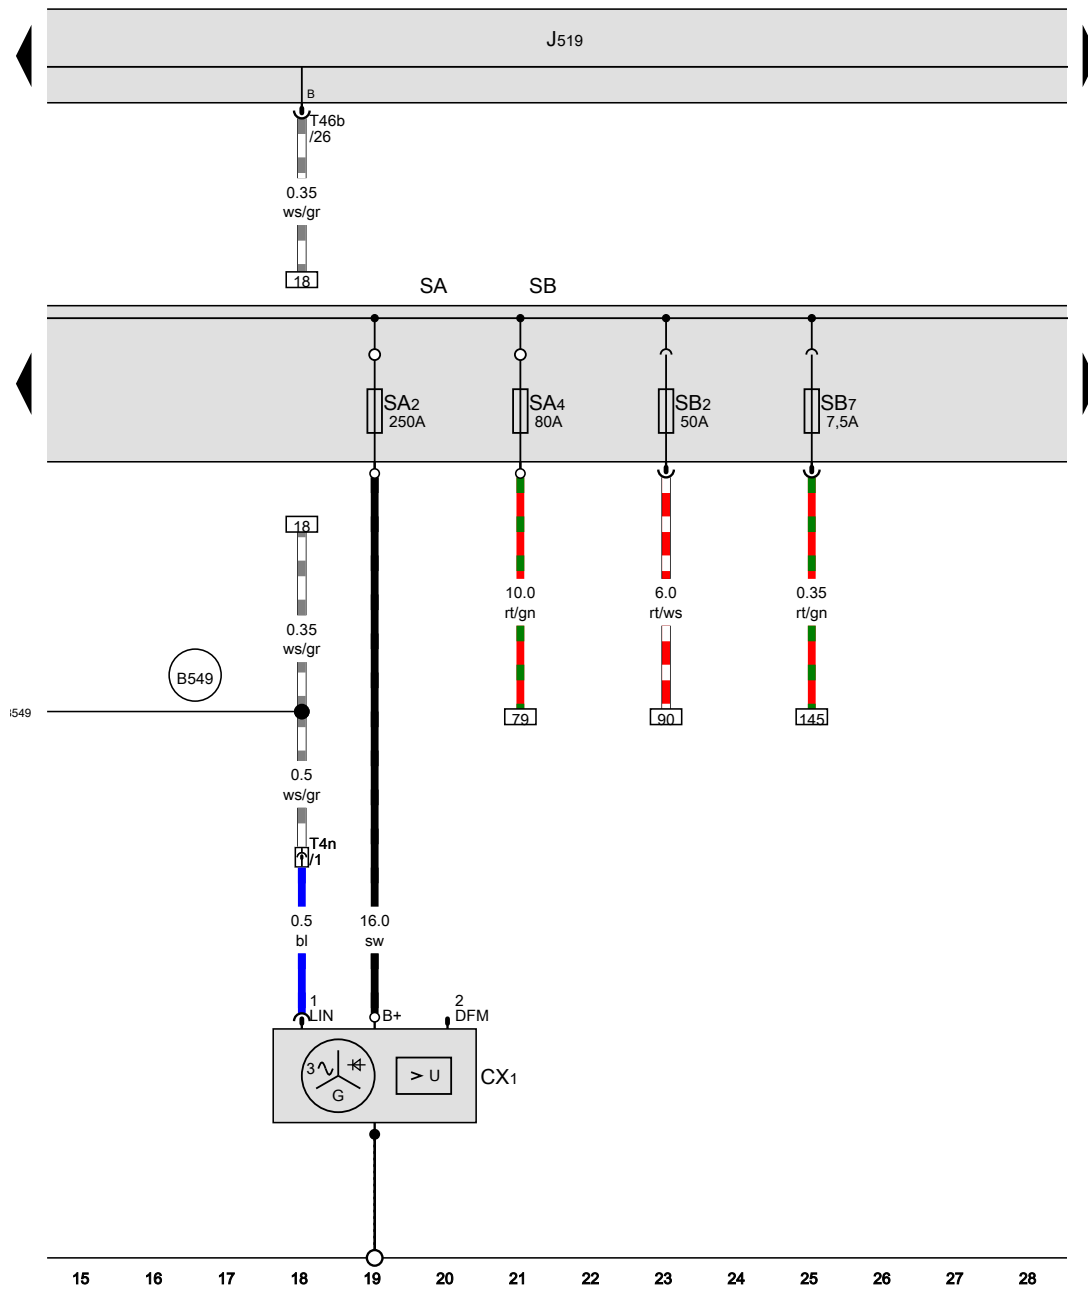 J519
B
T46b
/26
0.35
ws/gr
18
SA
SB
SA2
250A
SA4
80A
SB2
50A
SB7
7,5A
18
10.0
rt/gn
6.0
rt/ws
0.35
rt/gn
0.35
ws/gr
B549
79
90
145
0.5
ws/gr
T4n
/1
0.5
bl
16.0
sw
1
LIN
B+
2
DFM
3
G
> U
CX1
15 16 17 18 19 20 21 22 23 24 25 26 27 28